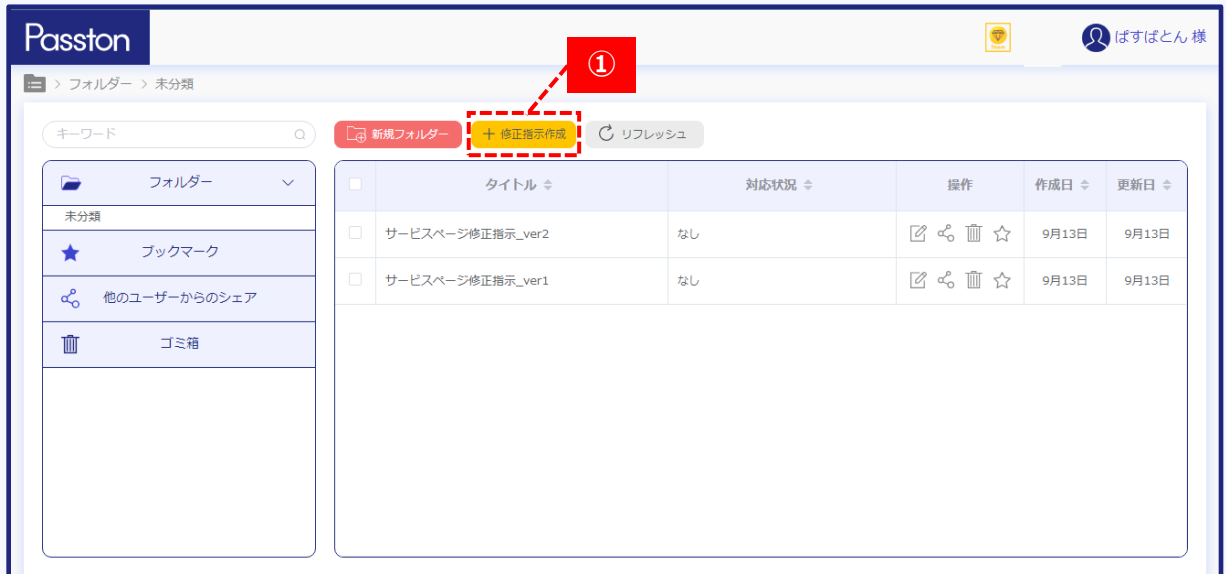 Passton
ぱすばとん 様
①
> フォルダー > 未分類
キーワード
新規フォルダー
+ 修正指示作成
リフレッシュ
フォルダー
未分類
ブックマーク
他のユーザーからのシェア
ゴミ箱
タイトル 対応状況 操作 作成日 更新日
サービスページ修正指示_ver2 なし 9月13日 9月13日
サービスページ修正指示_ver1 なし 9月13日 9月13日